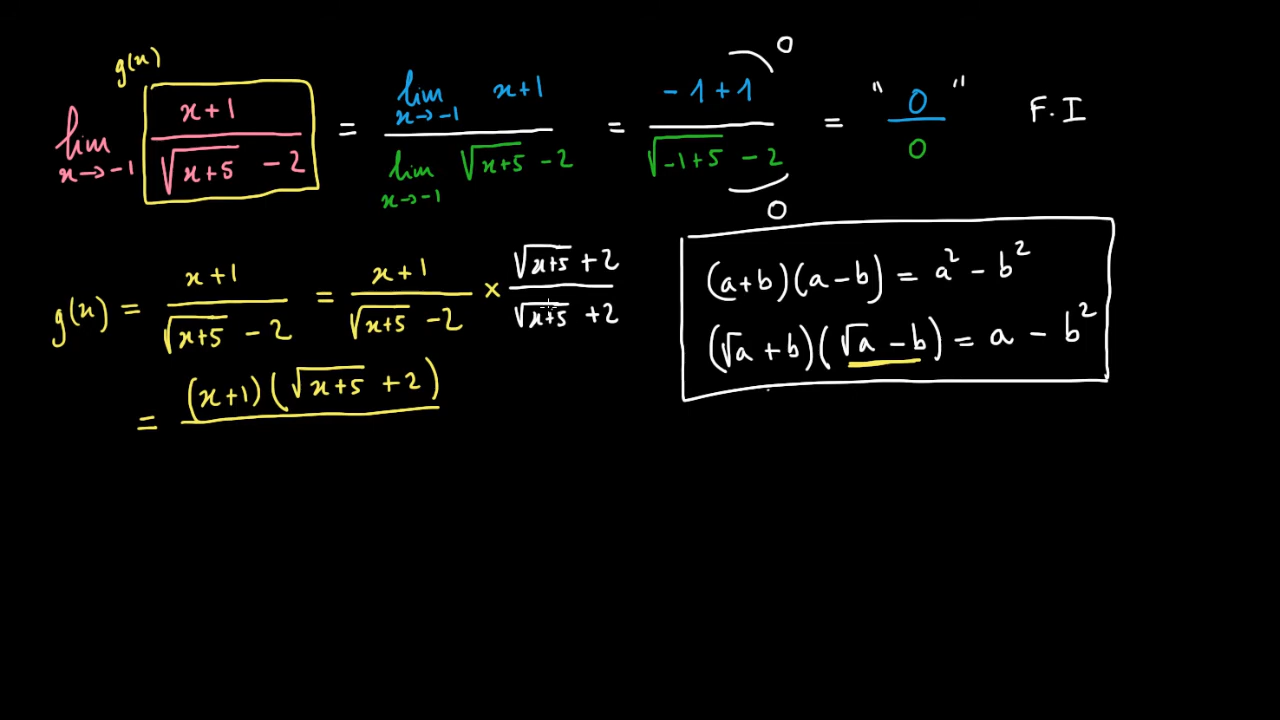 g(x)
lim x→-1 (x+1)/(√(x+5) - 2) = (lim x→-1 x+1)/(lim x→-1 √(x+5) - 2) = (-1+1)/(√(-1+5) - 2) = "0/0" F.I
0
0
g(x) = (x+1)/(√(x+5) - 2) = (x+1)/(√(x+5) - 2) × (√(x+5) + 2)/(√(x+5) + 2)
= (x+1)(√(x+5) + 2)
(a+b)(a-b) = a² - b²
(√a + b)(√a - b) = a - b²